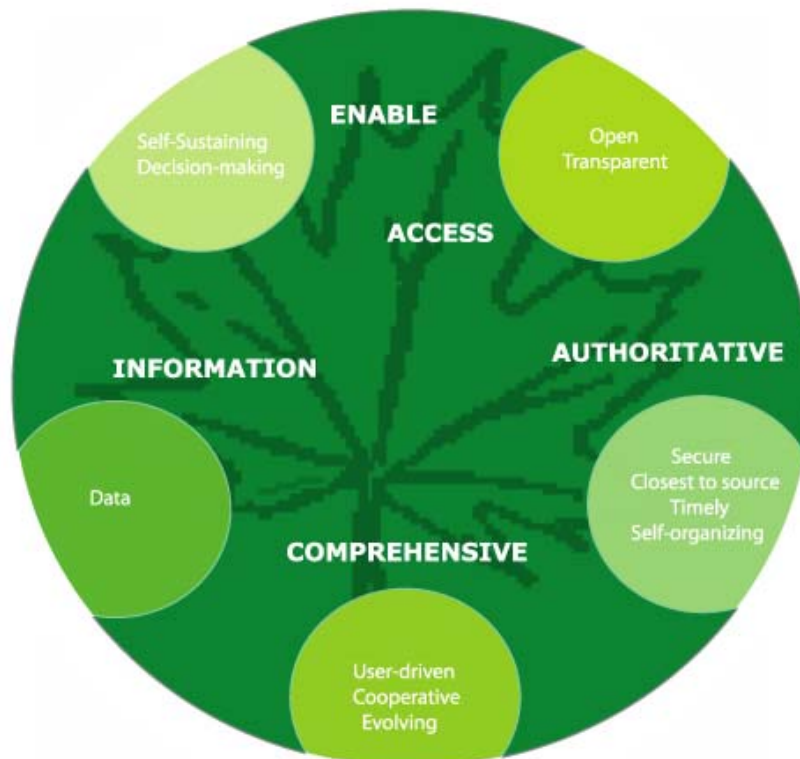 ENABLE
Self-Sustaining
Decision-making
Open
Transparent
ACCESS
INFORMATION
AUTHORITATIVE
Data
Secure
Closest to source
Timely
Self-organizing
COMPREHENSIVE
User-driven
Cooperative
Evolving